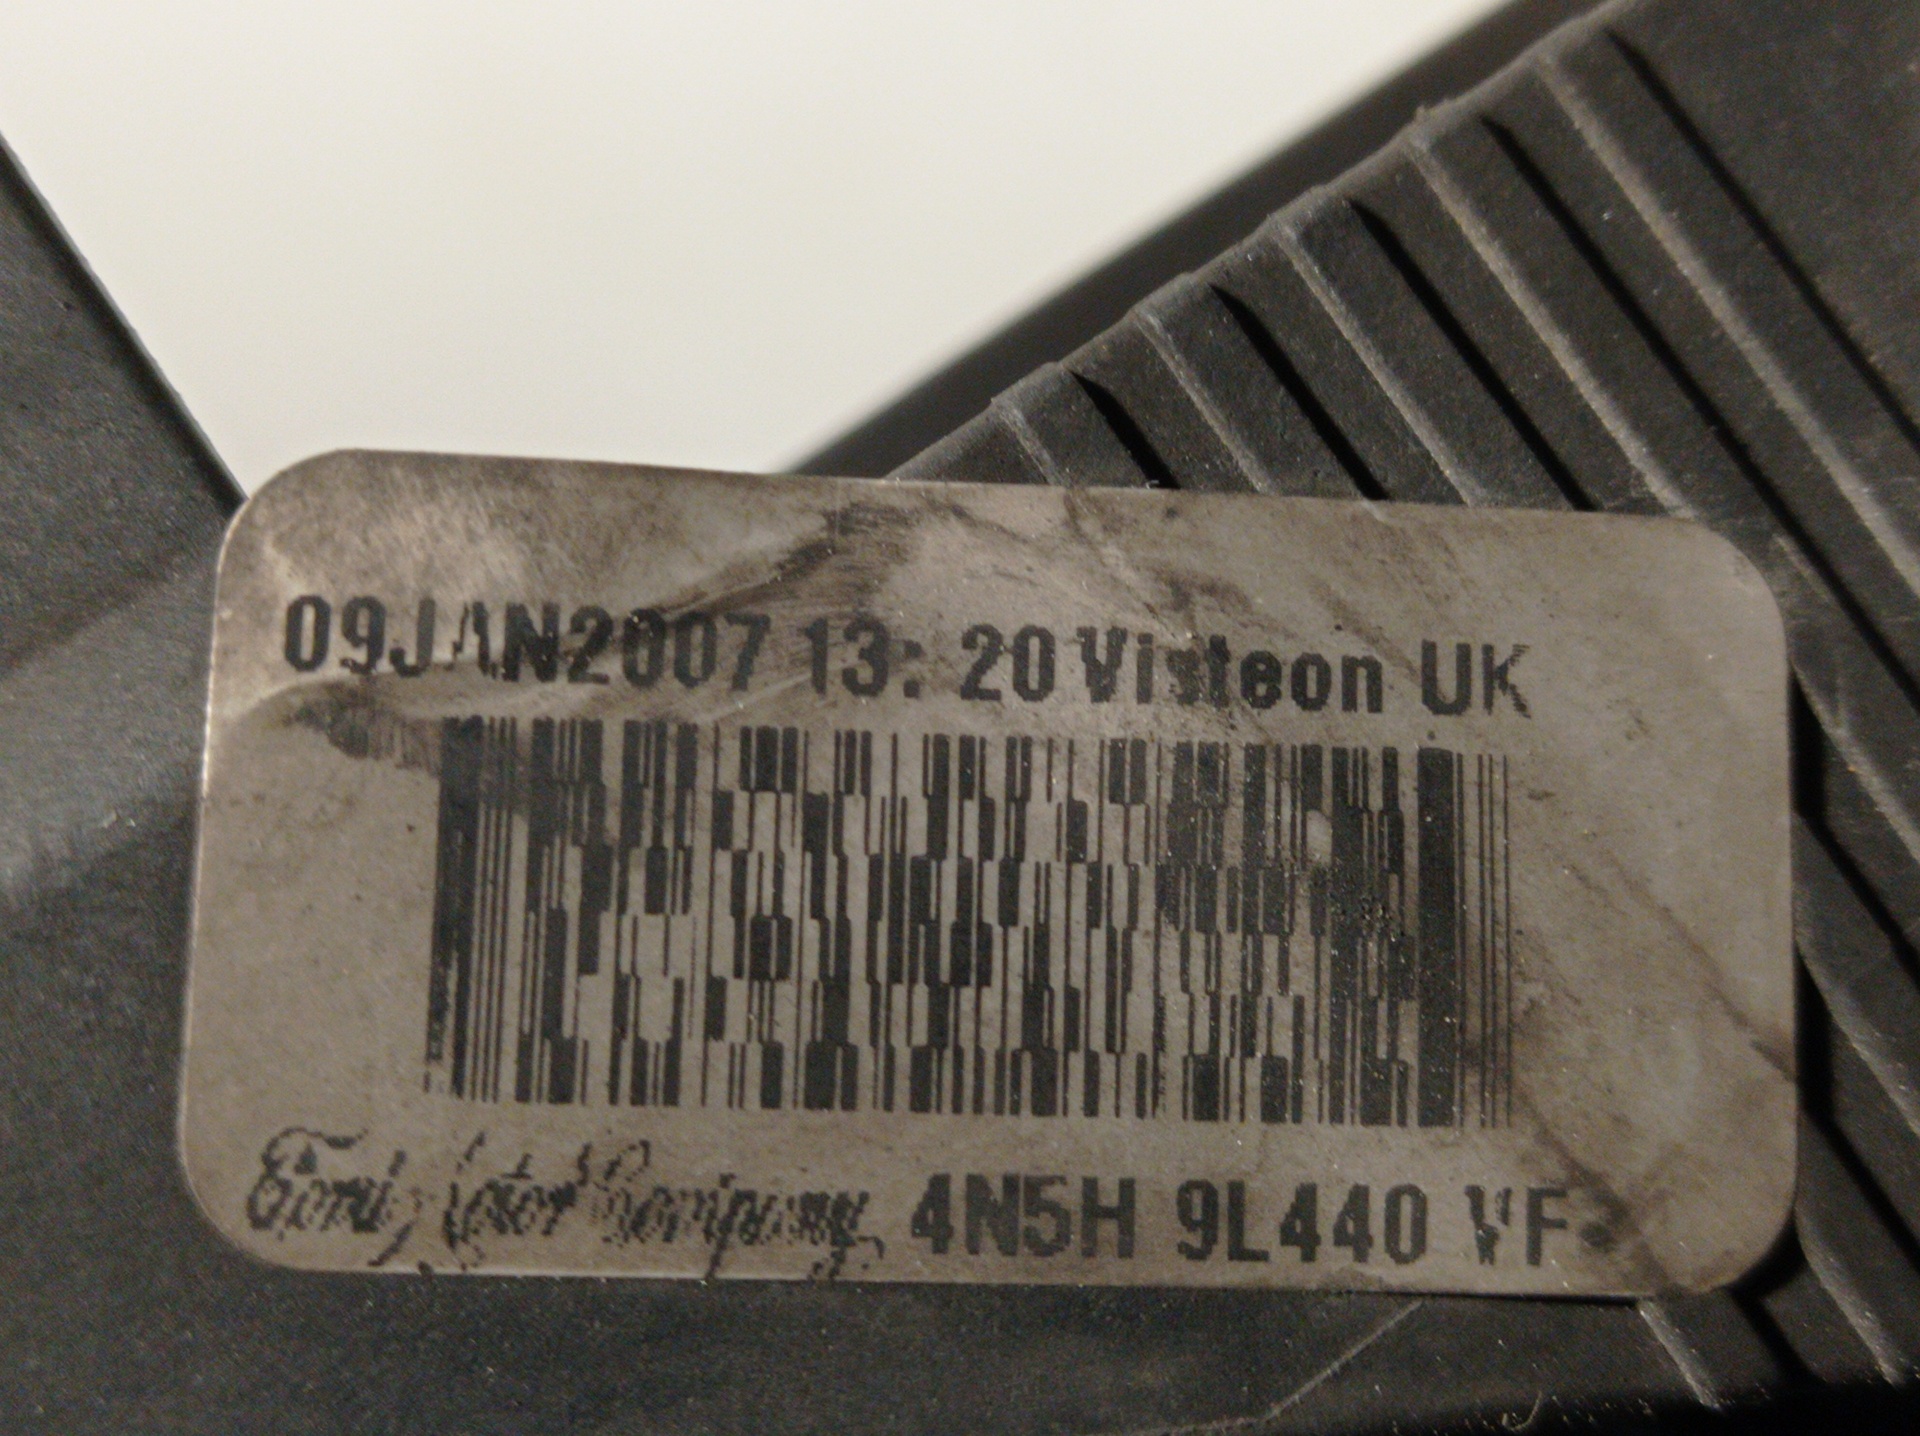 09JAN2007 13: 20 Visteon UK
Ford Motor Company 4N5H 9L440 VF